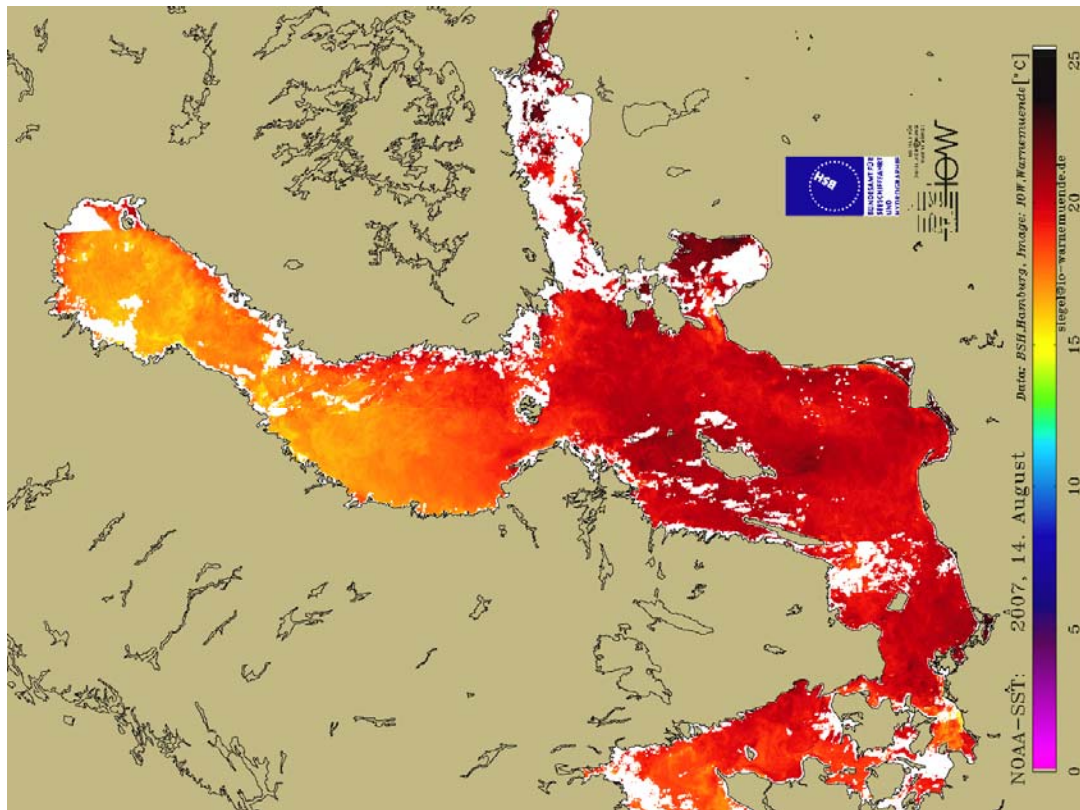 BSH
BUNDESAMT FÜR
SEESCHIFFFAHRT
UND
HYDROGRAPHIE
iow
NOAA-SST: 2007, 14. August Data: BSH,Hamburg, Image: IOW,Warnemuende [°C]
siegel@io-warnemuende.de
0 5 10 15 20 25